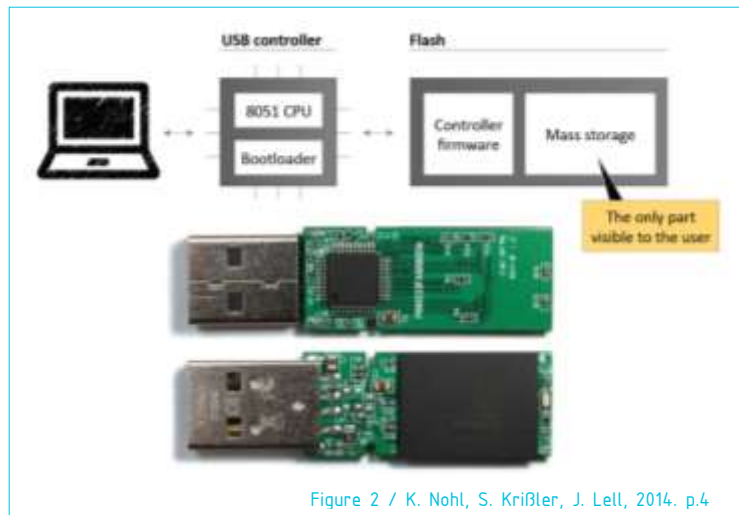 USB controller
Flash
8051 CPU
Bootloader
Controller
firmware
Mass storage
The only part
visible to the user
Figure 2 / K. Nohl, S. Krißler, J. Lell, 2014. p.4